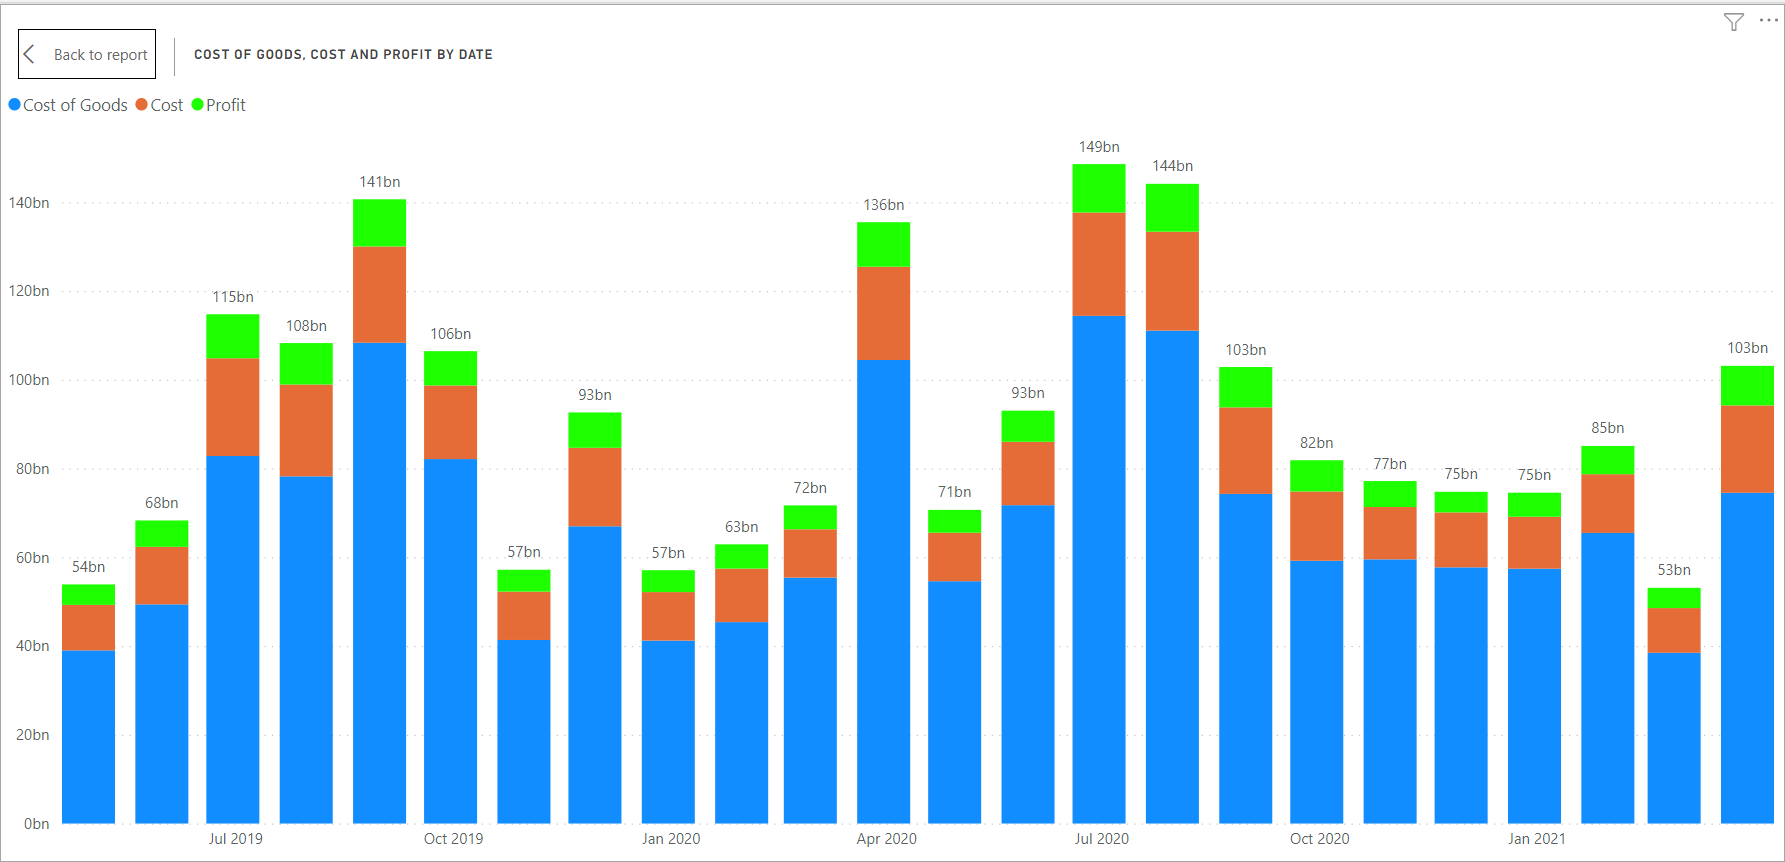 Back to report
COST OF GOODS, COST AND PROFIT BY DATE
Cost of Goods Cost Profit
149bn
144bn
141bn
140bn
136bn
120bn
115bn
108bn
106bn
103bn
103bn
100bn
93bn
93bn
85bn
82bn
80bn
77bn
75bn
75bn
72bn
71bn
68bn
63bn
60bn
57bn
57bn
54bn
53bn
40bn
20bn
0bn
Jul 2019 Oct 2019 Jan 2020 Apr 2020 Jul 2020 Oct 2020 Jan 2021